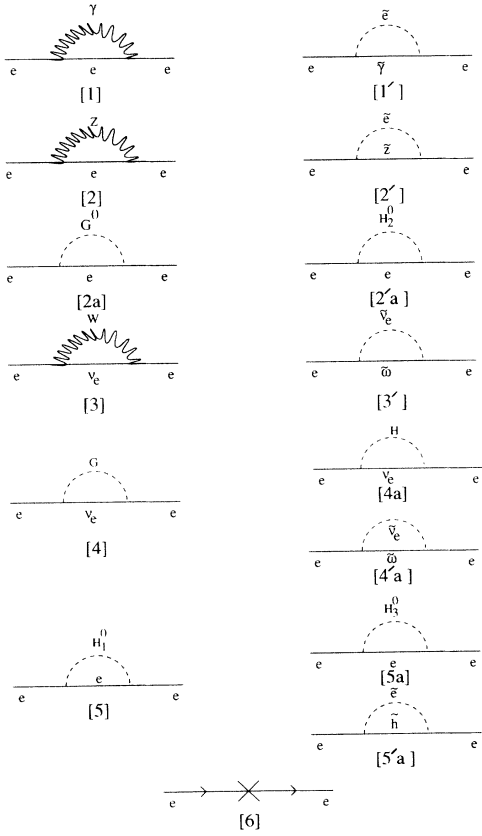 γ
e e e
[1]
Z
e e e
[2]
G⁰
e e e
[2a]
W
e νₑ e
[3]
G
e νₑ e
[4]
H₁⁰
e e e
[5]
ẽ
e γ̃ e
[1′]
ẽ
e z̃ e
[2′]
H₂⁰
e e e
[2′a ]
ν̃ₑ
e ω̃ e
[3′ ]
H
e νₑ e
[4a]
ν̃ₑ
e ω̃ e
[4′a ]
H₃⁰
e e e
[5a]
ẽ
h̃
e e
[5′a ]
e e
[6]